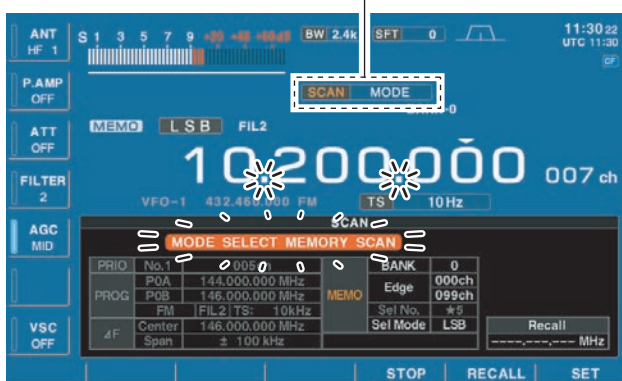 ANT
HF 1
S 1 3 5 7 9 +20 +40 +60dB
BW 2.4k
SFT 0
11:30 22
UTC 11:30
CF
P.AMP
OFF
SCAN MODE
ATT
OFF
MEMO LSB FIL2
10.200.000 007 ch
FILTER
2
VFO-1 432.460.000 FM
TS 10Hz
AGC
MID
SCAN
MODE SELECT MEMORY SCAN
PRIO No.1 005ch BANK 0
PROG P0A 144.000.000 MHz MEMO Edge 000ch
P0B 146.000.000 MHz 099ch
FM FIL2 TS: 10kHz Sel No. ★5
ΔF Center 146.000.000 MHz Sel Mode LSB
Span ± 100 kHz
Recall
----.---.--- MHz
VSC
OFF
STOP RECALL SET